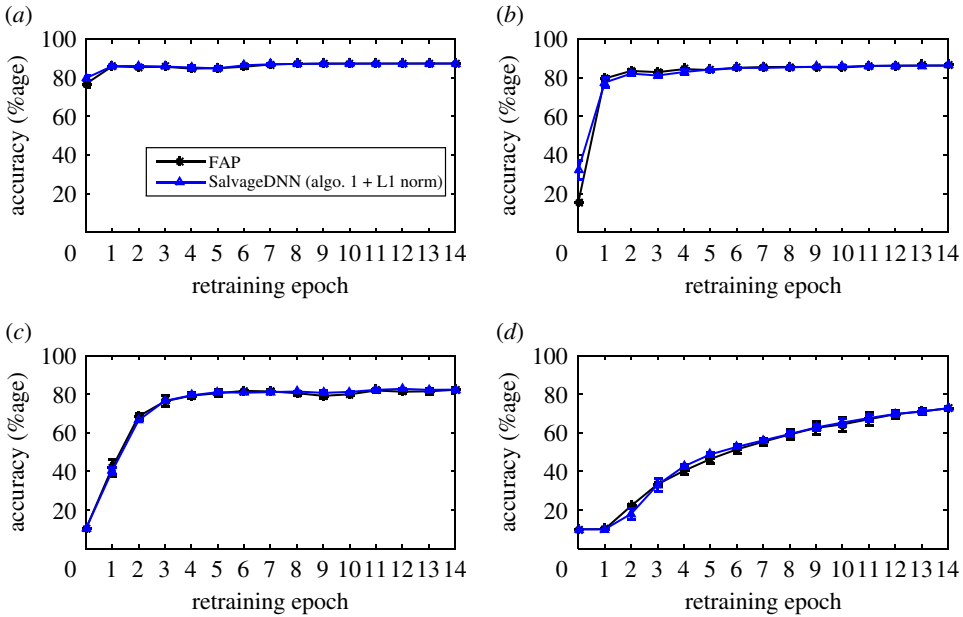 (a)
100
80
60
40
20
accuracy (%age)
FAP
SalvageDNN (algo. 1 + L1 norm)
0 1 2 3 4 5 6 7 8 9 10 11 12 13 14
retraining epoch
(b)
100
80
60
40
20
accuracy (%age)
0 1 2 3 4 5 6 7 8 9 10 11 12 13 14
retraining epoch
(c)
100
80
60
40
20
accuracy (%age)
0 1 2 3 4 5 6 7 8 9 10 11 12 13 14
retraining epoch
(d)
100
80
60
40
20
accuracy (%age)
0 1 2 3 4 5 6 7 8 9 10 11 12 13 14
retraining epoch